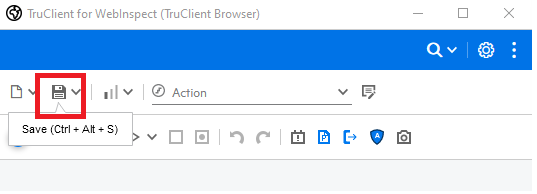 TruClient for WebInspect (TruClient Browser)
Action
Save (Ctrl + Alt + S)